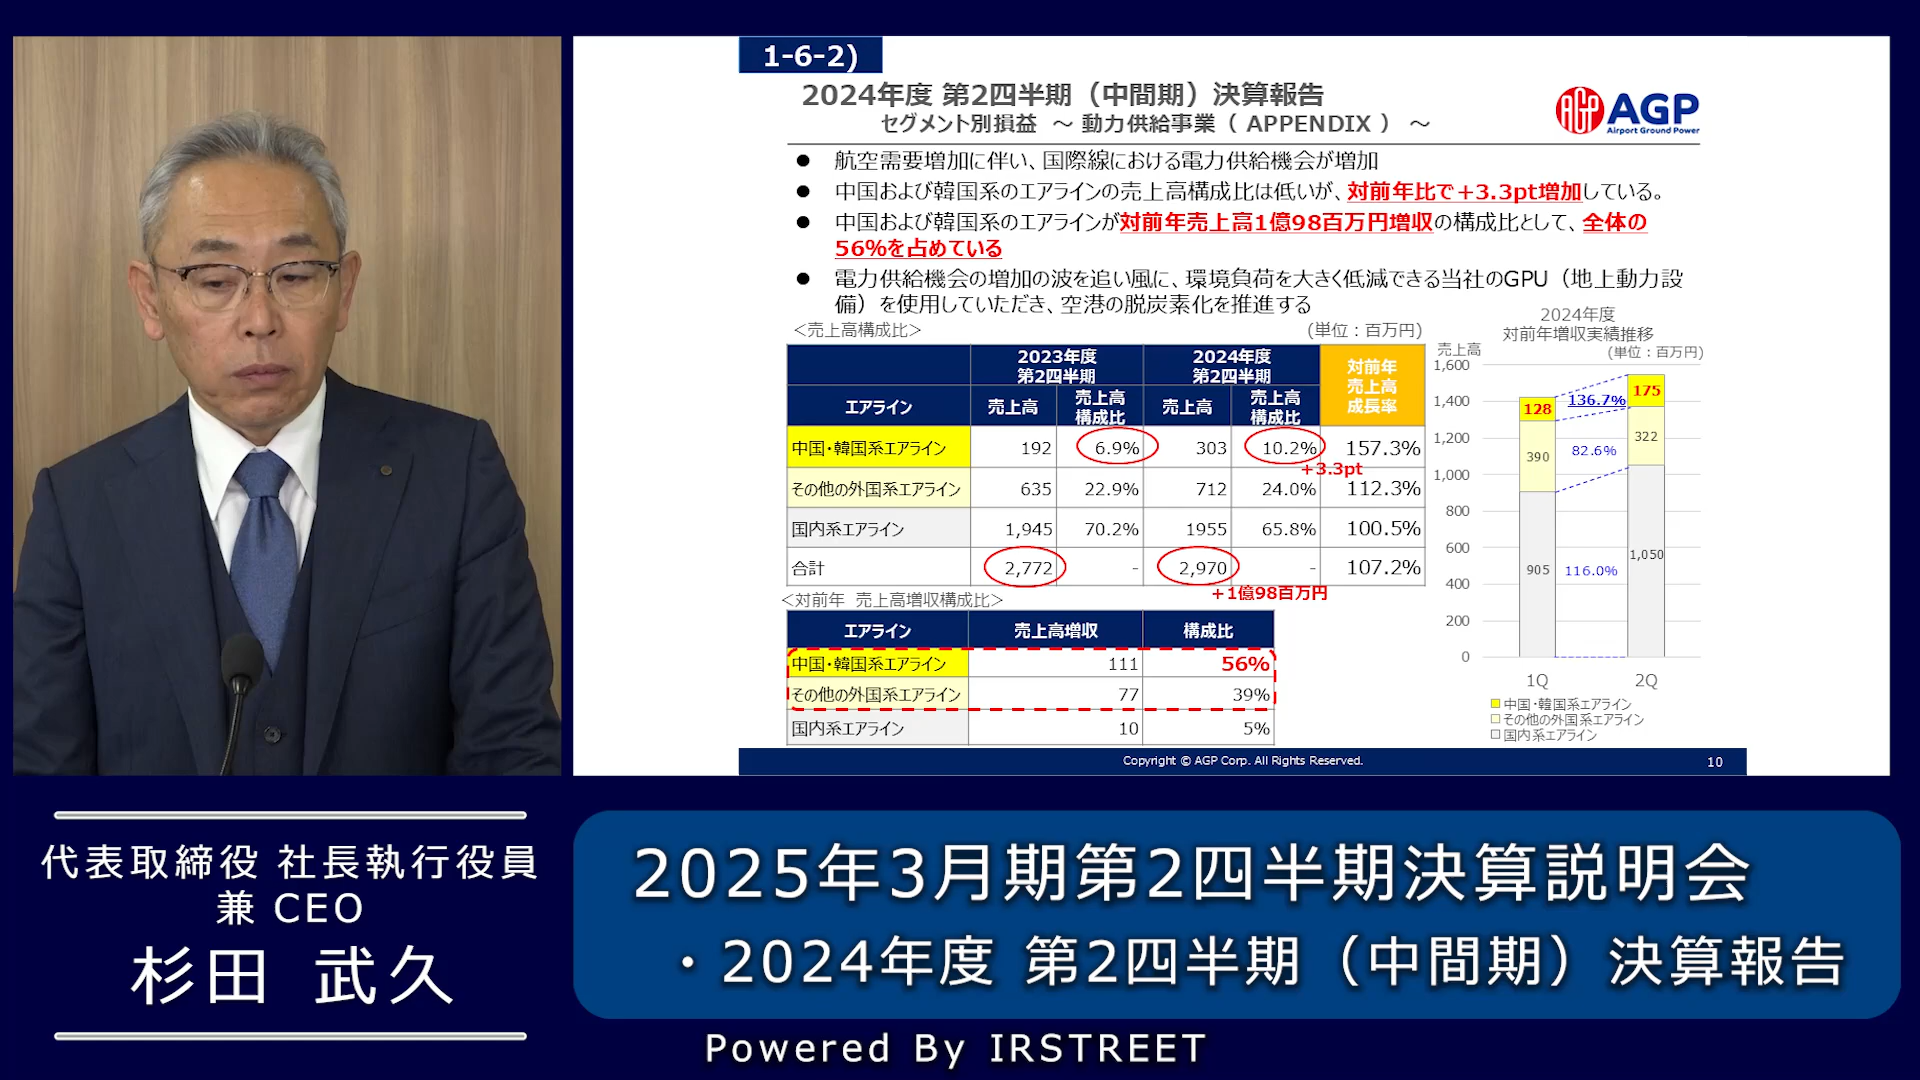 1-6-2)
2024年度 第2四半期（中間期）決算報告
セグメント別損益 ～ 動力供給事業（ APPENDIX ） ～
AGP
AGP
Airport Ground Power
● 航空需要増加に伴い、国際線における電力供給機会が増加
● 中国および韓国系のエアラインの売上高構成比は低いが、対前年比で＋3.3pt増加している。
● 中国および韓国系のエアラインが対前年売上高1億98百万円増収の構成比として、全体の
56%を占めている
● 電力供給機会の増加の波を追い風に、環境負荷を大きく低減できる当社のGPU（地上動力設
備）を使用していただき、空港の脱炭素化を推進する
＜売上高構成比＞ (単位：百万円)
2023年度 第2四半期 2024年度 第2四半期 対前年 売上高 成長率
エアライン 売上高 売上高 構成比 売上高 売上高 構成比
中国・韓国系エアライン 192 6.9% 303 10.2% 157.3%
＋3.3pt
その他の外国系エアライン 635 22.9% 712 24.0% 112.3%
国内系エアライン 1,945 70.2% 1955 65.8% 100.5%
合計 2,772 - 2,970 - 107.2%
＋1億98百万円
＜対前年 売上高増収構成比＞
エアライン 売上高増収 構成比
中国・韓国系エアライン 111 56%
その他の外国系エアライン 77 39%
国内系エアライン 10 5%
2024年度
対前年増収実績推移
(単位：百万円)
売上高
1,600
1,400
1,200
1,000
800
600
400
200
0
128 136.7% 175
390 82.6% 322
905 116.0% 1,050
1Q 2Q
中国・韓国系エアライン
その他の外国系エアライン
国内系エアライン
Copyright © AGP Corp. All Rights Reserved. 10
代表取締役 社長執行役員
兼 CEO
杉田 武久
2025年3月期第2四半期決算説明会
・2024年度 第2四半期（中間期）決算報告
Powered By IRSTREET